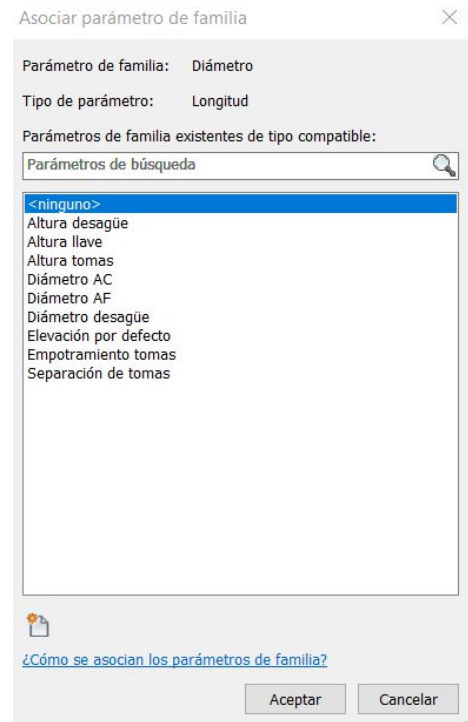 Asociar parámetro de familia
Parámetro de familia: Diámetro
Tipo de parámetro: Longitud
Parámetros de familia existentes de tipo compatible:
Parámetros de búsqueda
<ninguno>
Altura desagüe
Altura llave
Altura tomas
Diámetro AC
Diámetro AF
Diámetro desagüe
Elevación por defecto
Empotramiento tomas
Separación de tomas
¿Cómo se asocian los parámetros de familia?
Aceptar Cancelar